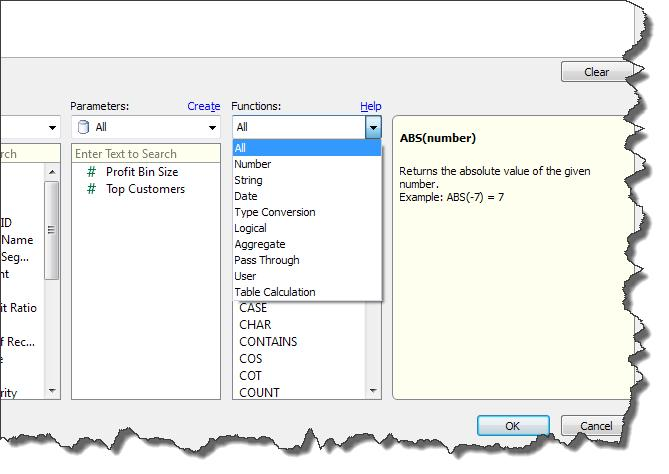 Clear
Parameters: Create Functions: Help
All All
rch Enter Text to Search
Profit Bin Size
Top Customers
ID
Name
Seg...
nt
it Ratio
f Rec...
e
rity
All
Number
String
Date
Type Conversion
Logical
Aggregate
Pass Through
User
Table Calculation
CASE
CHAR
CONTAINS
COS
COT
COUNT
ABS(number)
Returns the absolute value of the given
number.
Example: ABS(-7) = 7
OK Cancel